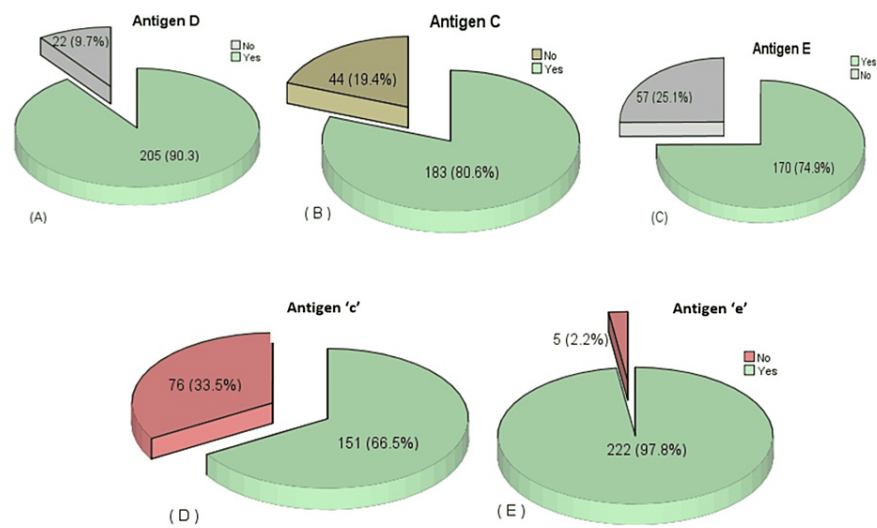 Antigen D
22 (9.7%)
No
Yes
205 (90.3)
(A)
Antigen C
No
Yes
44 (19.4%)
183 (80.6%)
( B )
Antigen E
Yes
No
57 (25.1%)
170 (74.9%)
(C)
Antigen ‘c’
76 (33.5%)
151 (66.5%)
( D )
Antigen ‘e’
5 (2.2%)
No
Yes
222 (97.8%)
( E )